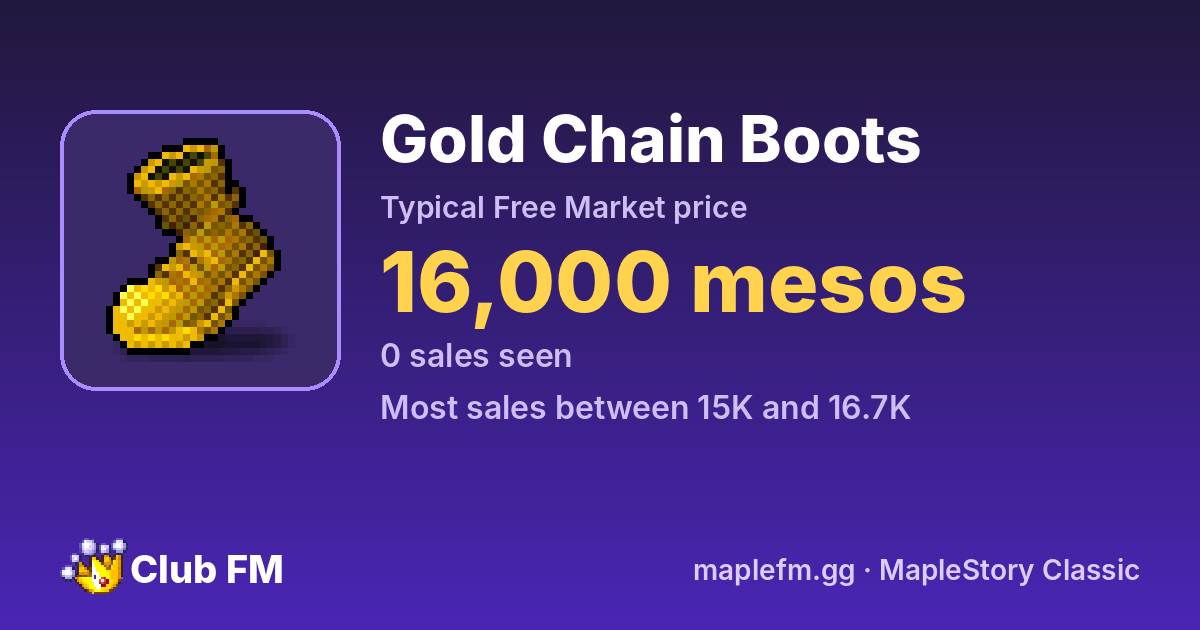 Gold Chain Boots
Typical Free Market price
16,000 mesos
0 sales seen
Most sales between 15K and 16.7K
Club FM
maplefm.gg · MapleStory Classic